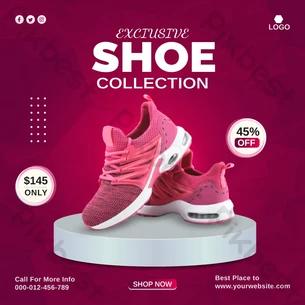 LOGO
EXCLUSIVE
SHOE
COLLECTION
45%
OFF
$145
ONLY
Call For More Info
000-012-456-789
SHOP NOW
Best Place to
www.yourwebsite.com